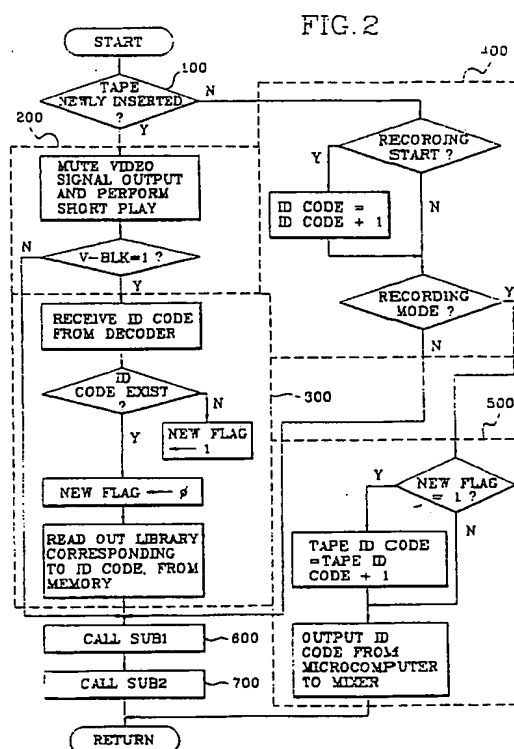 FIG. 2
START
100
TAPE
NEWLY INSERTED
?
N
Y
400
200
MUTE VIDEO
SIGNAL OUTPUT
AND PERFORM
SHORT PLAY
RECORDING
START ?
Y
N
ID CODE =
ID CODE + 1
N
V-BLK=1 ?
Y
RECORDING
MODE ?
Y
N
RECEIVE ID CODE
FROM DECODER
ID
CODE EXIST
?
N
Y
300
NEW FLAG
← 1
500
NEW FLAG
= 1 ?
Y
N
NEW FLAG ← ø
TAPE ID CODE
=TAPE ID
CODE + 1
READ OUT LIBRARY
CORRESPONDING
TO ID CODE, FROM
MEMORY
OUTPUT ID
CODE FROM
MICROCOMPUTER
TO MIXER
CALL SUB1
600
CALL SUB2
700
RETURN